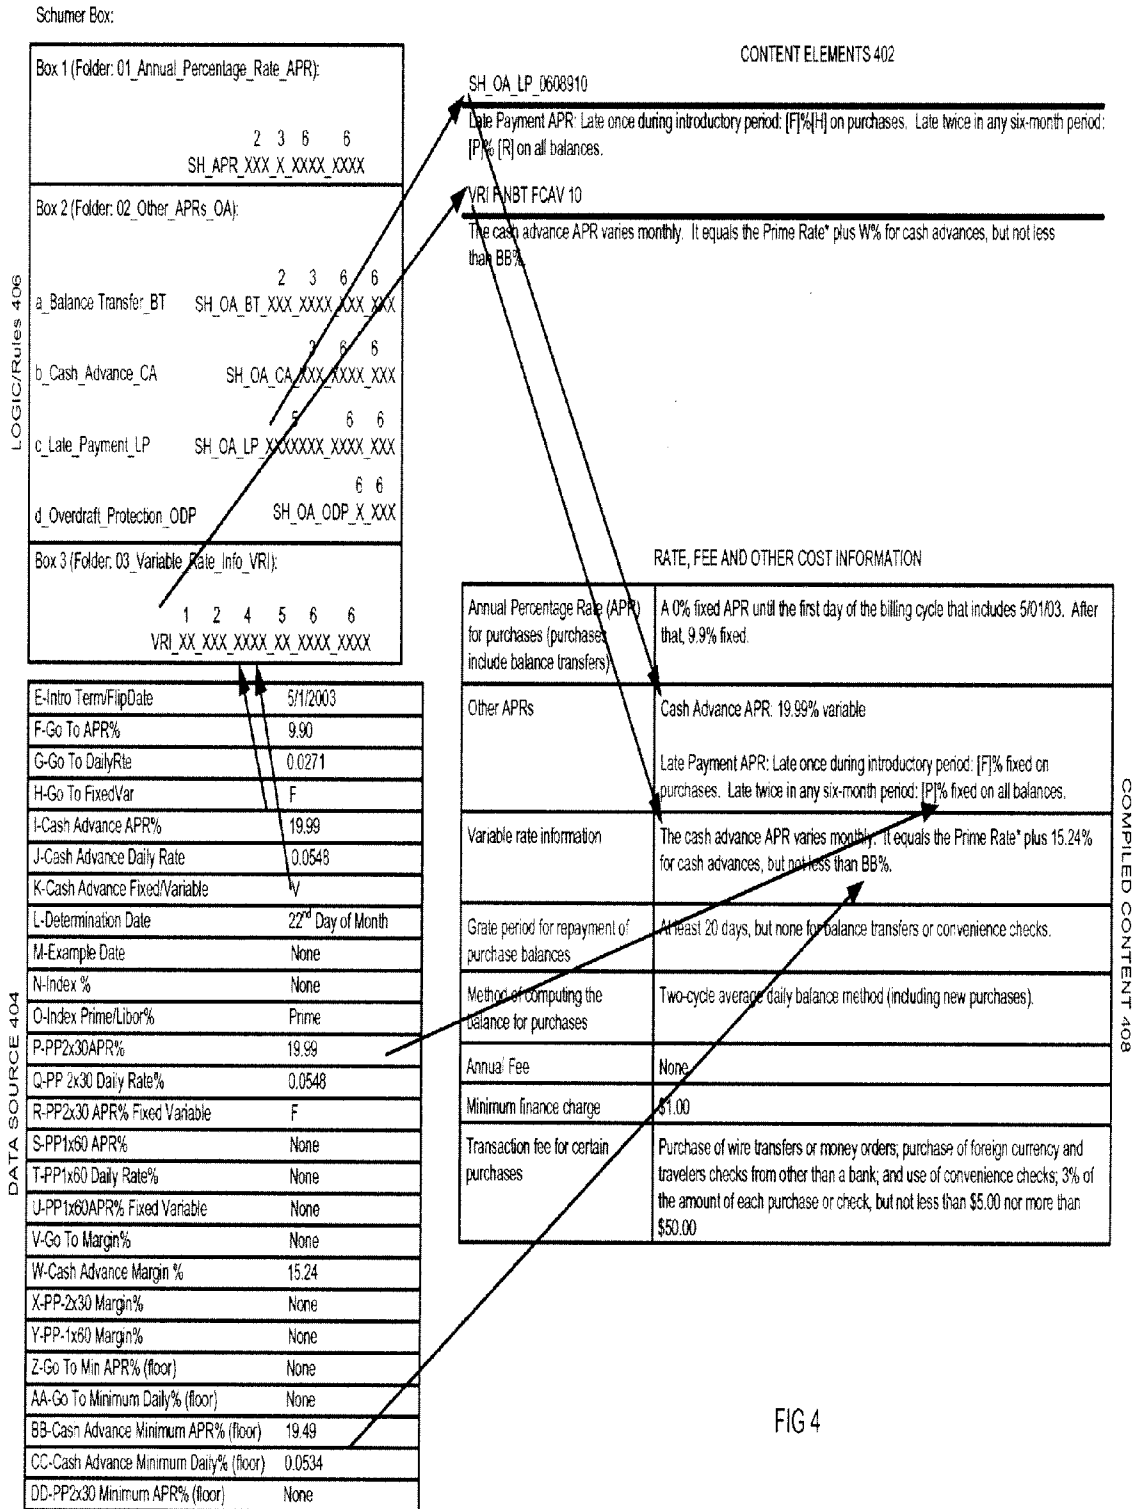 Schumer Box:
Box 1 (Folder: 01_Annual_Percentage_Rate_APR):
2 3 6 6
SH_APR_XXX_X_XXXX_XXXX
Box 2 (Folder: 02_Other_APRs_OA):
2 3 6 6
a_Balance Transfer_BT SH_OA_BT_XXX_XXXX_XXX_XXX
3 6 6
b_Cash_Advance_CA SH_OA_CA_XXX_XXXX_XXX
5 6 6
c_Late_Payment_LP SH_OA_LP_XXXXXXX_XXXX_XXX
6 6
d_Overdraft_Protection_ODP SH_OA_ODP_X_XXX
Box 3 (Folder: 03_Variable_Rate_Info_VRI):
1 2 4 5 6 6
VRI_XX_XXX_XXXX_XX_XXXX_XXXX
LOGIC/Rules 406
CONTENT ELEMENTS 402
SH_OA_LP_0608910
Late Payment APR: Late once during introductory period: [F]%[H] on purchases. Late twice in any six-month period:
[P]% [R] on all balances.
VRI F NBT FCAV 10
The cash advance APR varies monthly. It equals the Prime Rate* plus W% for cash advances, but not less
than BB%.
E-Intro Term/FlipDate 5/1/2003
F-Go To APR% 9.90
G-Go To DailyRte 0.0271
H-Go To FixedVar F
I-Cash Advance APR% 19.99
J-Cash Advance Daily Rate 0.0548
K-Cash Advance Fixed/Variable V
L-Determination Date 22nd Day of Month
M-Example Date None
N-Index % None
O-Index Prime/Libor% Prime
P-PP2x30APR% 19.99
Q-PP 2x30 Daily Rate% 0.0548
R-PP2x30 APR% Fixed Variable F
S-PP1x60 APR% None
T-PP1x60 Daily Rate% None
U-PP1x60APR% Fixed Variable None
V-Go To Margin% None
W-Cash Advance Margin % 15.24
X-PP-2x30 Margin% None
Y-PP-1x60 Margin% None
Z-Go To Min APR% (floor) None
AA-Go To Minimum Daily% (floor) None
BB-Cash Advance Minimum APR% (floor) 19.49
CC-Cash Advance Minimum Daily% (floor) 0.0534
DD-PP2x30 Minimum APR% (floor) None
DATA SOURCE 404
RATE, FEE AND OTHER COST INFORMATION
Annual Percentage Rate (APR)
for purchases (purchases
include balance transfers)
A 0% fixed APR until the first day of the billing cycle that includes 5/01/03. After
that, 9.9% fixed.
Other APRs
Cash Advance APR: 19.99% variable
Late Payment APR: Late once during introductory period: [F]% fixed on
purchases. Late twice in any six-month period: [P]% fixed on all balances.
Variable rate information
The cash advance APR varies monthly. It equals the Prime Rate* plus 15.24%
for cash advances, but not less than BB%.
Grate period for repayment of
purchase balances
At least 20 days, but none for balance transfers or convenience checks.
Method of computing the
balance for purchases
Two-cycle average daily balance method (including new purchases).
Annual Fee
None
Minimum finance charge
$1.00
Transaction fee for certain
purchases
Purchase of wire transfers or money orders; purchase of foreign currency and
travelers checks from other than a bank; and use of convenience checks; 3% of
the amount of each purchase or check, but not less than $5.00 nor more than
$50.00
COMPILED CONTENT 408
FIG 4